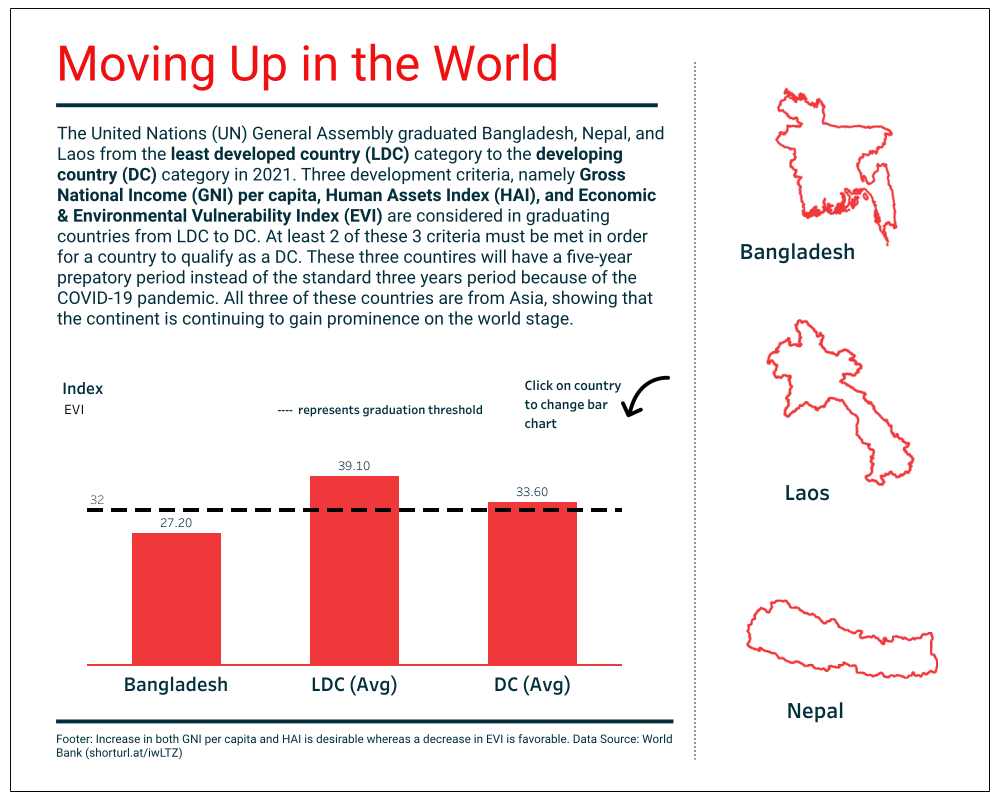 Moving Up in the World
The United Nations (UN) General Assembly graduated Bangladesh, Nepal, and
Laos from the least developed country (LDC) category to the developing
country (DC) category in 2021. Three development criteria, namely Gross
National Income (GNI) per capita, Human Assets Index (HAI), and Economic
& Environmental Vulnerability Index (EVI) are considered in graduating
countries from LDC to DC. At least 2 of these 3 criteria must be met in order
for a country to qualify as a DC. These three countires will have a five-year
prepatory period instead of the standard three years period because of the
COVID-19 pandemic. All three of these countries are from Asia, showing that
the continent is continuing to gain prominence on the world stage.
Index
EVI
---- represents graduation threshold
Click on country
to change bar
chart
39.10
33.60
32
27.20
Bangladesh LDC (Avg) DC (Avg)
Footer: Increase in both GNI per capita and HAI is desirable whereas a decrease in EVI is favorable. Data Source: World
Bank (shorturl.at/iwLTZ)
Bangladesh
Laos
Nepal